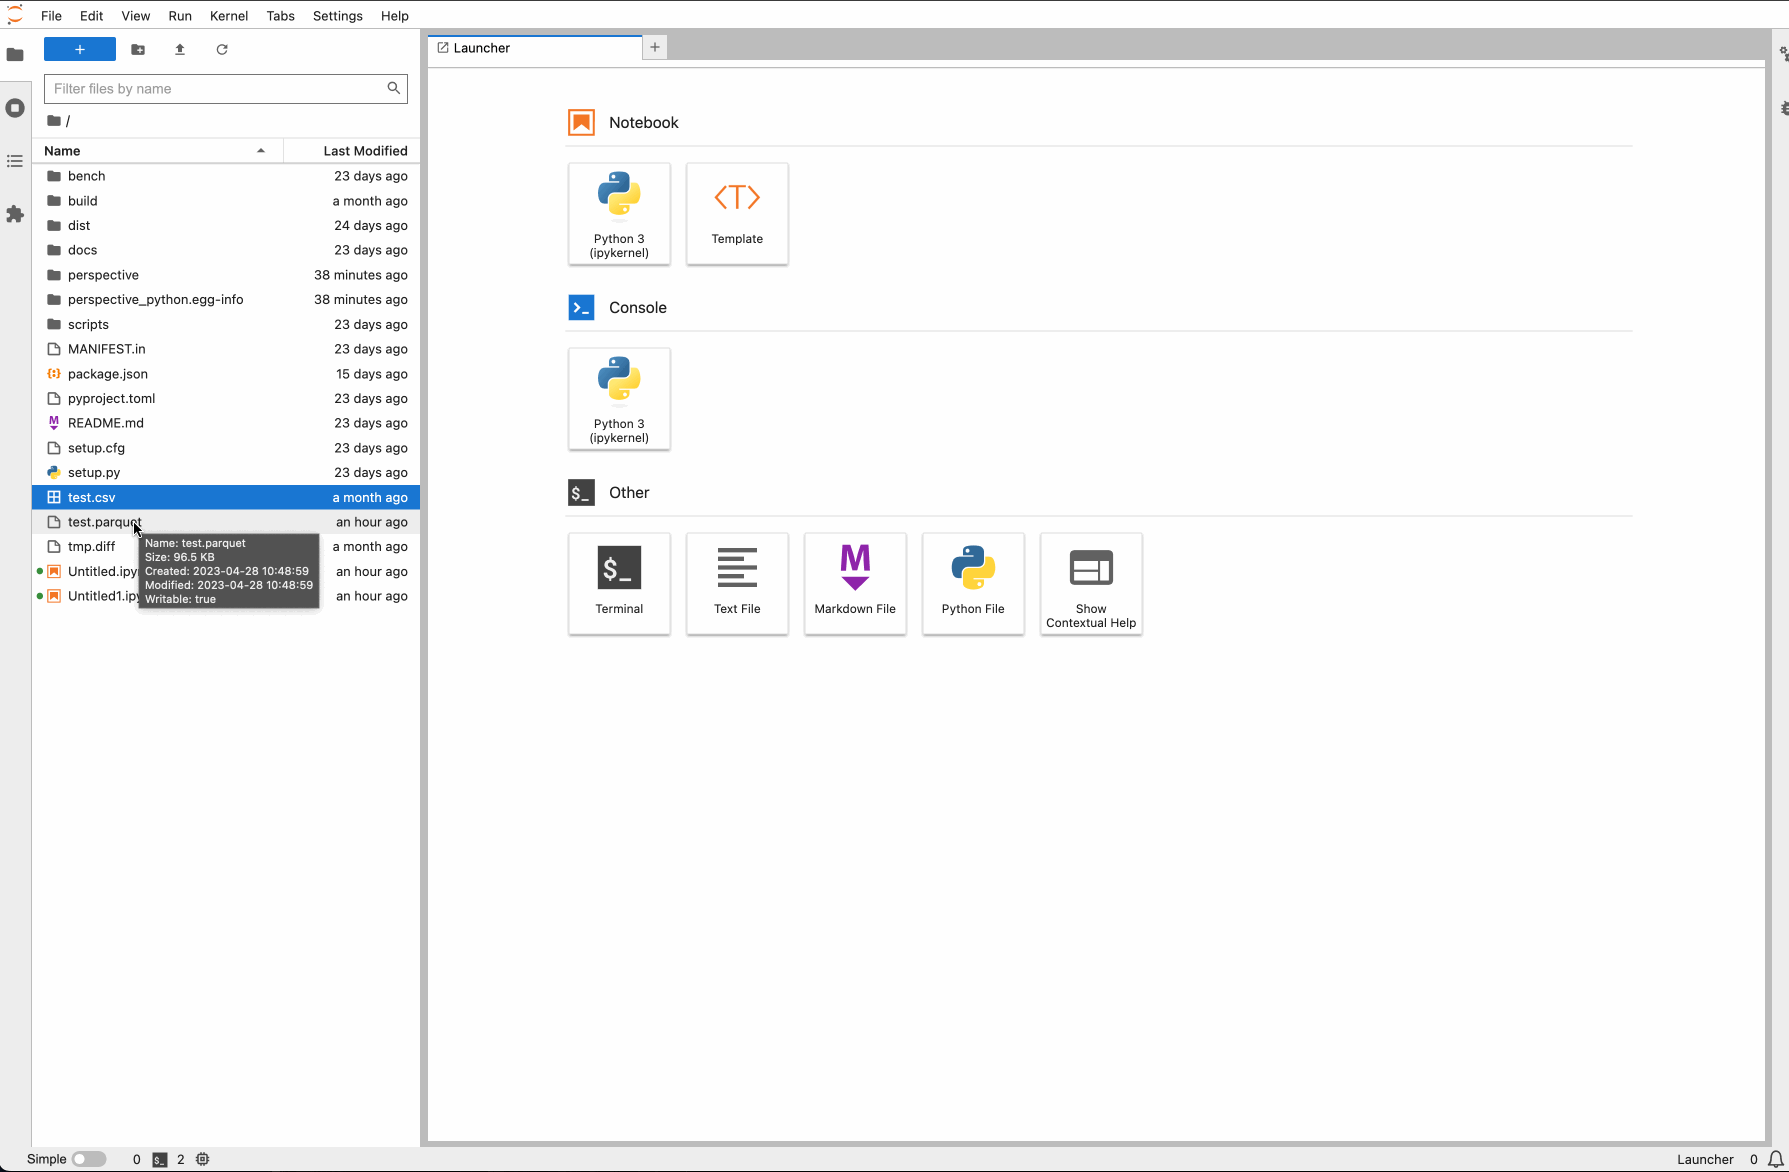 File Edit View Run Kernel Tabs Settings Help
+
Launcher
+
Filter files by name
/
Name Last Modified
bench 23 days ago
build a month ago
dist 24 days ago
docs 23 days ago
perspective 38 minutes ago
perspective_python.egg-info 38 minutes ago
scripts 23 days ago
MANIFEST.in 23 days ago
package.json 15 days ago
pyproject.toml 23 days ago
M README.md 23 days ago
setup.cfg 23 days ago
setup.py 23 days ago
test.csv a month ago
test.parquet an hour ago
tmp.diff a month ago
Untitled.ipy an hour ago
Untitled1.ipy an hour ago
Name: test.parquet
Size: 96.5 KB
Created: 2023-04-28 10:48:59
Modified: 2023-04-28 10:48:59
Writable: true
Notebook
Python 3
(ipykernel)
<T>
Template
>_ Console
Python 3
(ipykernel)
$_ Other
$_
Terminal
Text File
M
Markdown File
Python File
Show
Contextual Help
Simple 0 $_ 2
Launcher 0